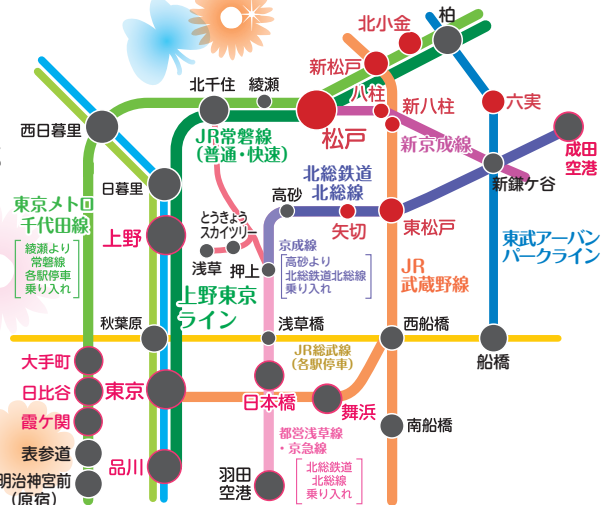 柏
北小金
新松戸
北千住
綾瀬
八柱
新八柱
六実
西日暮里
松戸
JR常磐線
(普通・快速)
新京成線
成田
空港
日暮里
北総鉄道
北総線
新鎌ケ谷
高砂
東京メトロ
千代田線
とうきょう
スカイツリー
矢切
東松戸
上野
京成線
東武アーバン
パークライン
綾瀬より
常磐線
各駅停車
乗り入れ
浅草
押上
高砂より
北総鉄道北総線
乗り入れ
JR
武蔵野線
上野東京
ライン
秋葉原
浅草橋
西船橋
JR総武線
(各駅停車)
船橋
大手町
日比谷
東京
日本橋
舞浜
霞ケ関
南船橋
表参道
都営浅草線
・京急線
品川
羽田
空港
北総鉄道
北総線
乗り入れ
明治神宮前
(原宿)